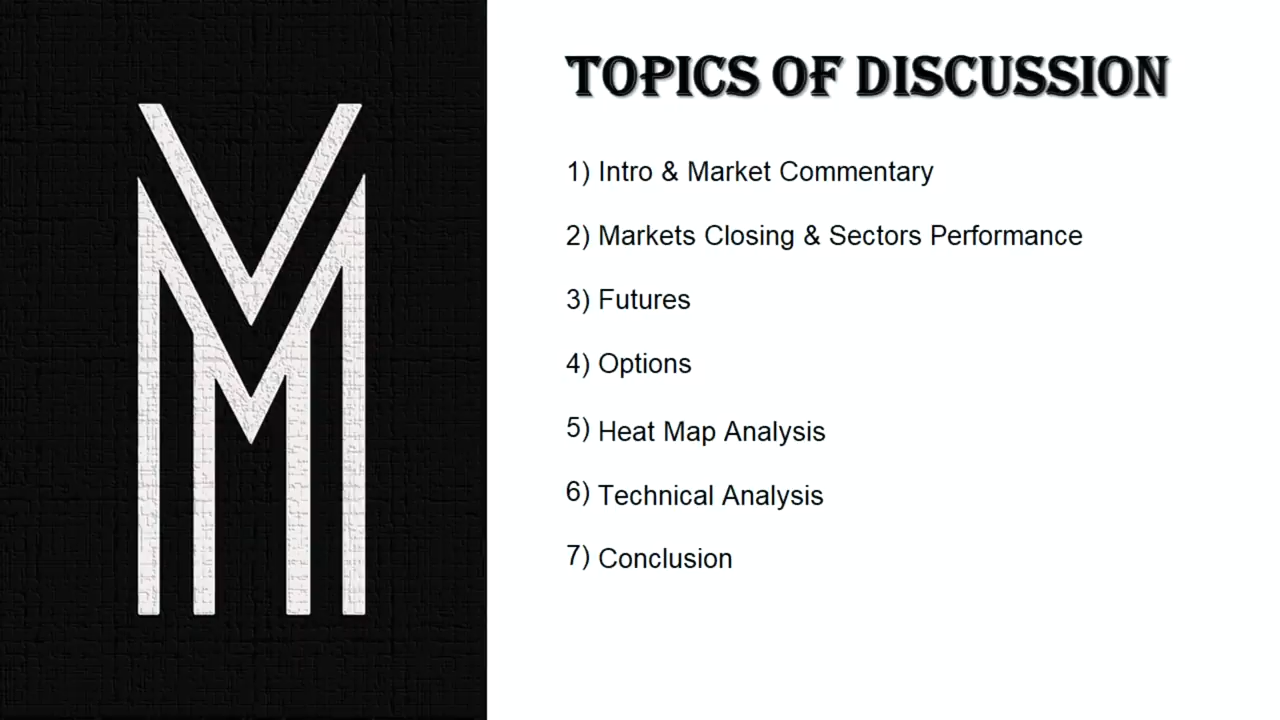 TOPICS OF DISCUSSION
1) Intro & Market Commentary
2) Markets Closing & Sectors Performance
3) Futures
4) Options
5) Heat Map Analysis
6) Technical Analysis
7) Conclusion